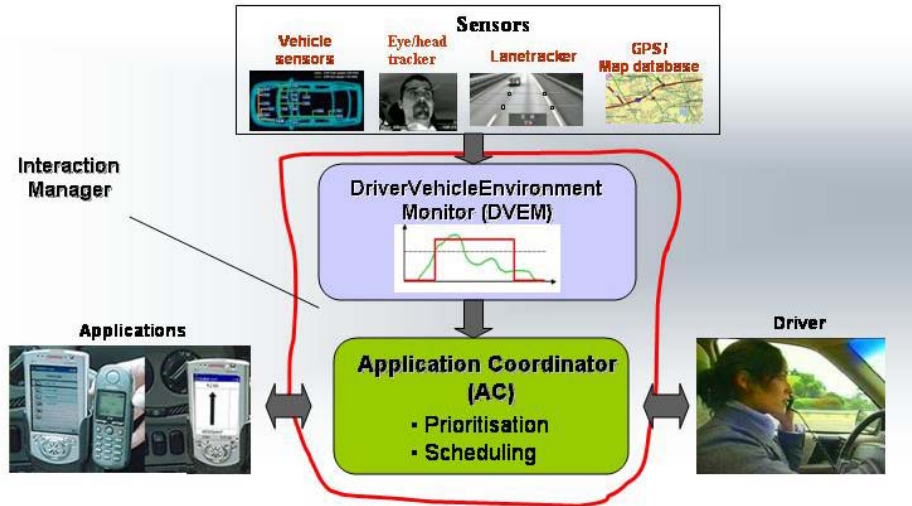 Sensors
Vehicle
sensors
Eye/head
tracker
Lanetracker
GPS/
Map database
Interaction
Manager
DriverVehicleEnvironment
Monitor (DVEM)
Applications
Application Coordinator
(AC)
▪ Prioritisation
▪ Scheduling
Driver